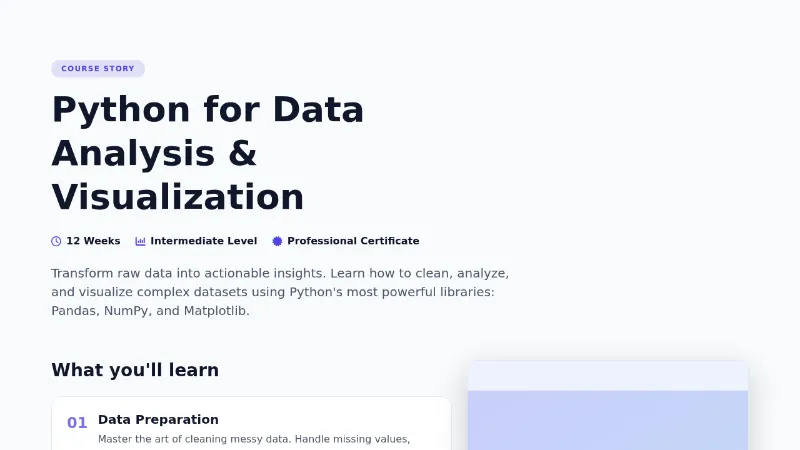 COURSE STORY
Python for Data
Analysis &
Visualization
12 Weeks Intermediate Level Professional Certificate
Transform raw data into actionable insights. Learn how to clean, analyze,
and visualize complex datasets using Python's most powerful libraries:
Pandas, NumPy, and Matplotlib.
What you'll learn
01 Data Preparation
Master the art of cleaning messy data. Handle missing values,